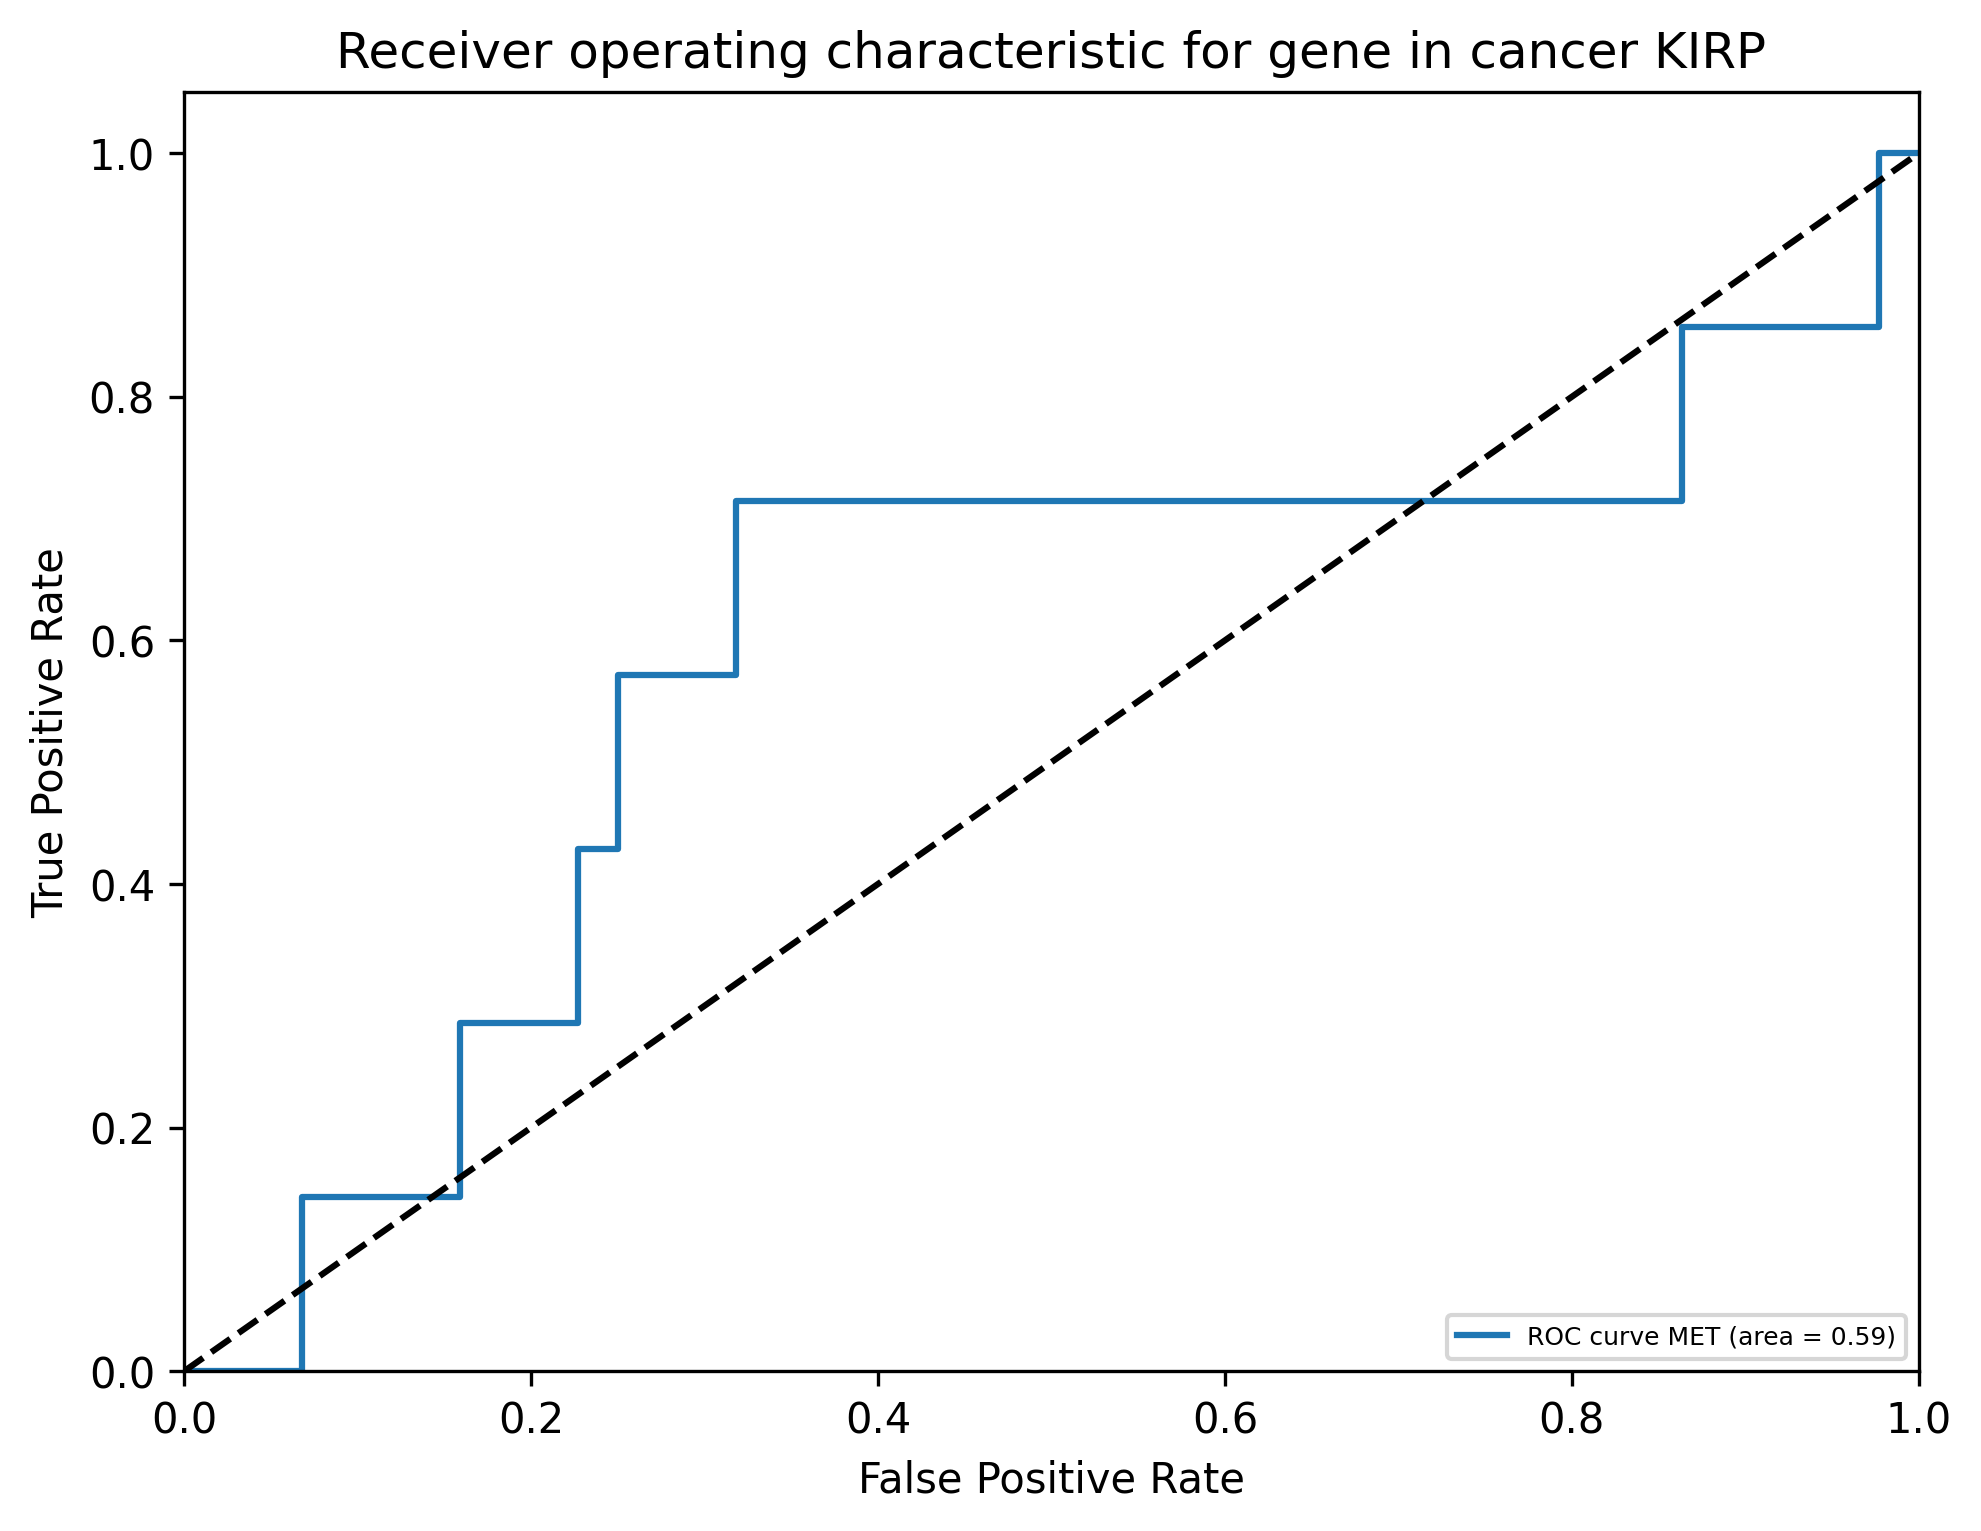 Receiver operating characteristic for gene in cancer KIRP
True Positive Rate
1.0
0.8
0.6
0.4
0.2
0.0
ROC curve MET (area = 0.59)
0.0 0.2 0.4 0.6 0.8 1.0
False Positive Rate